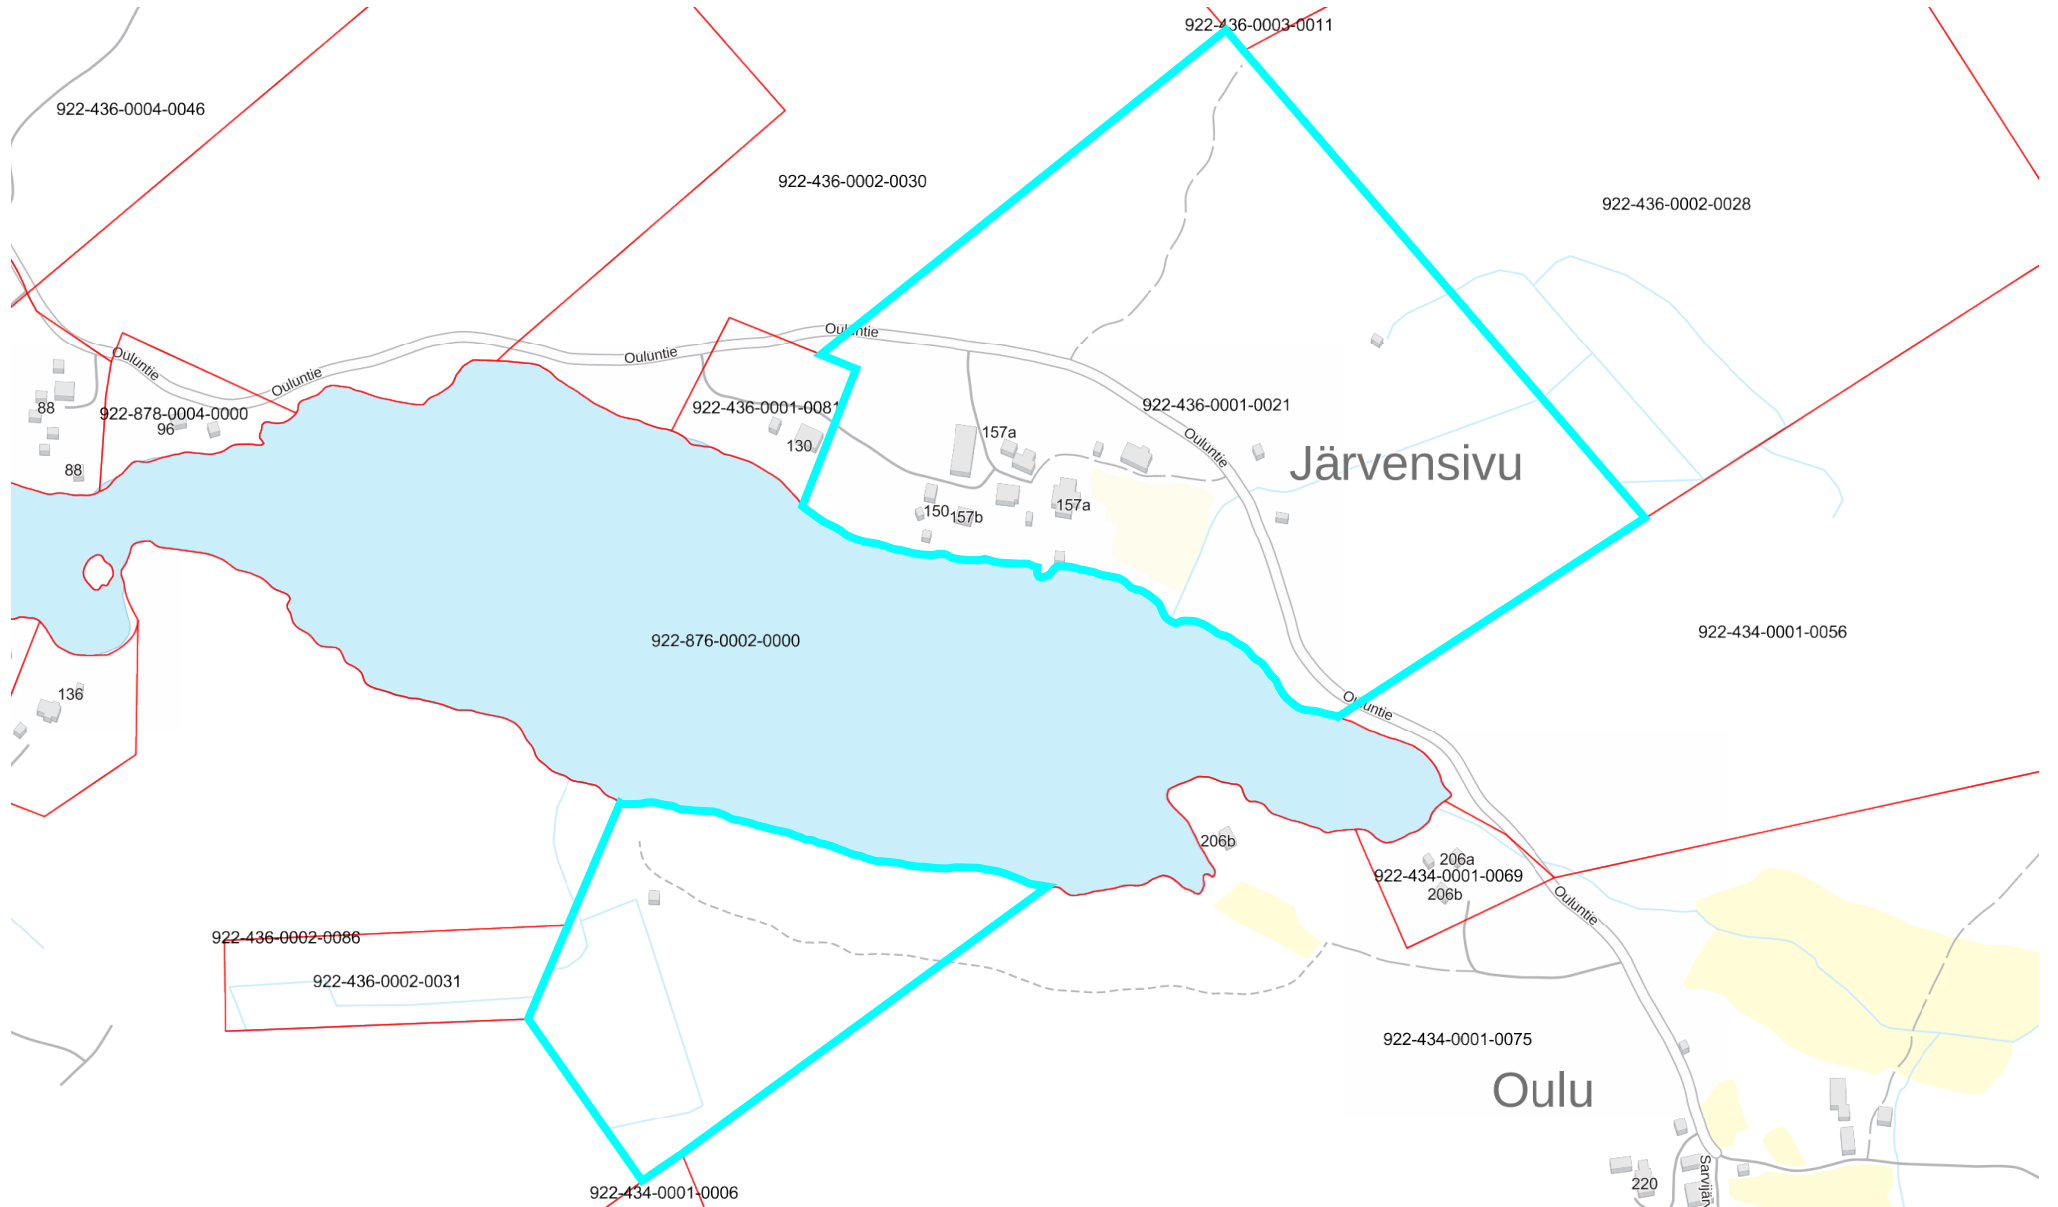 922-436-0003-0011
922-436-0004-0046
922-436-0002-0030
922-436-0002-0028
Ouluntie
Ouluntie
Ouluntie
Ouluntie
88
922-878-0004-0000
96
922-436-0001-0081
922-436-0001-0021
157a
130
Ouluntie
Järvensivu
88
150
157b
157a
922-876-0002-0000
922-434-0001-0056
136
Ouluntie
206b
206a
922-434-0001-0069
206b
Ouluntie
922-436-0002-0086
922-436-0002-0031
922-434-0001-0075
Oulu
922-434-0001-0006
220